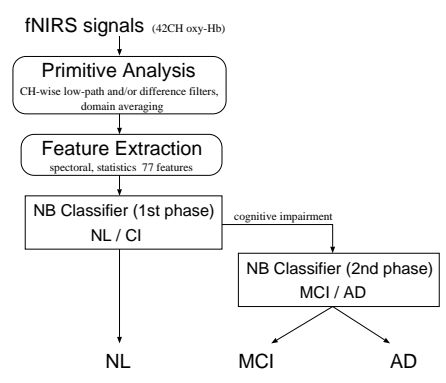 fNIRS signals (42CH oxy-Hb)
Primitive Analysis
CH-wise low-path and/or difference filters,
domain averaging
Feature Extraction
spectoral, statistics 77 features
NB Classifier (1st phase)
NL / CI
cognitive impairment
NB Classifier (2nd phase)
MCI / AD
NL MCI AD